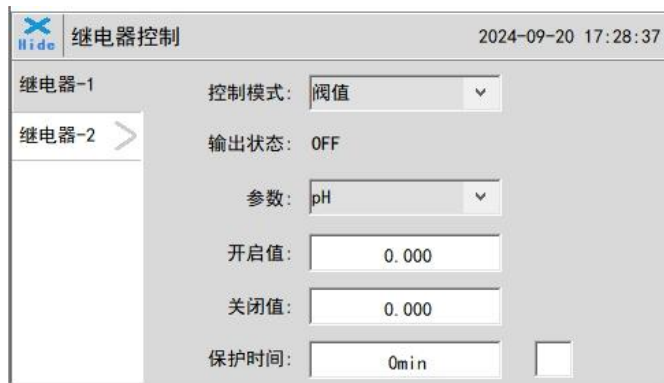 Hide 继电器控制 2024-09-20 17:28:37
继电器-1
继电器-2
控制模式: 阀值
输出状态: OFF
参数: pH
开启值: 0.000
关闭值: 0.000
保护时间: 0min